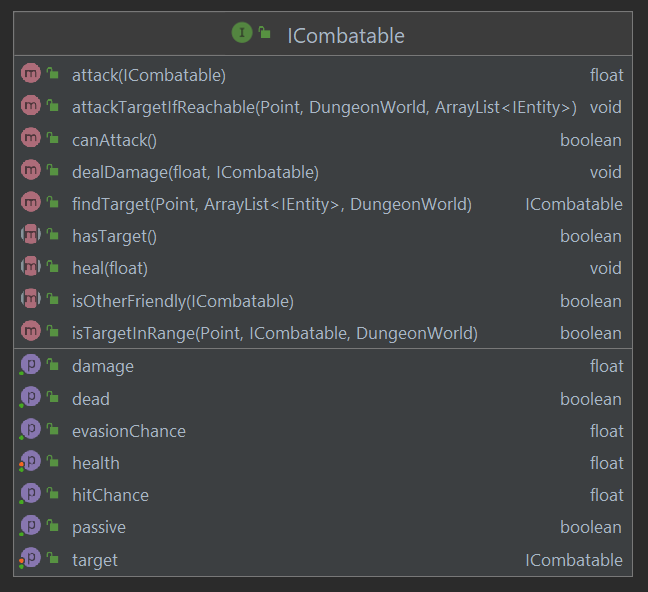 I ICombatable
m attack(ICombatable) float
m attackTargetIfReachable(Point, DungeonWorld, ArrayList<IEntity>) void
m canAttack() boolean
m dealDamage(float, ICombatable) void
m findTarget(Point, ArrayList<IEntity>, DungeonWorld) ICombatable
m hasTarget() boolean
m heal(float) void
m isOtherFriendly(ICombatable) boolean
m isTargetInRange(Point, ICombatable, DungeonWorld) boolean
p damage float
p dead boolean
p evasionChance float
p health float
p hitChance float
p passive boolean
p target ICombatable